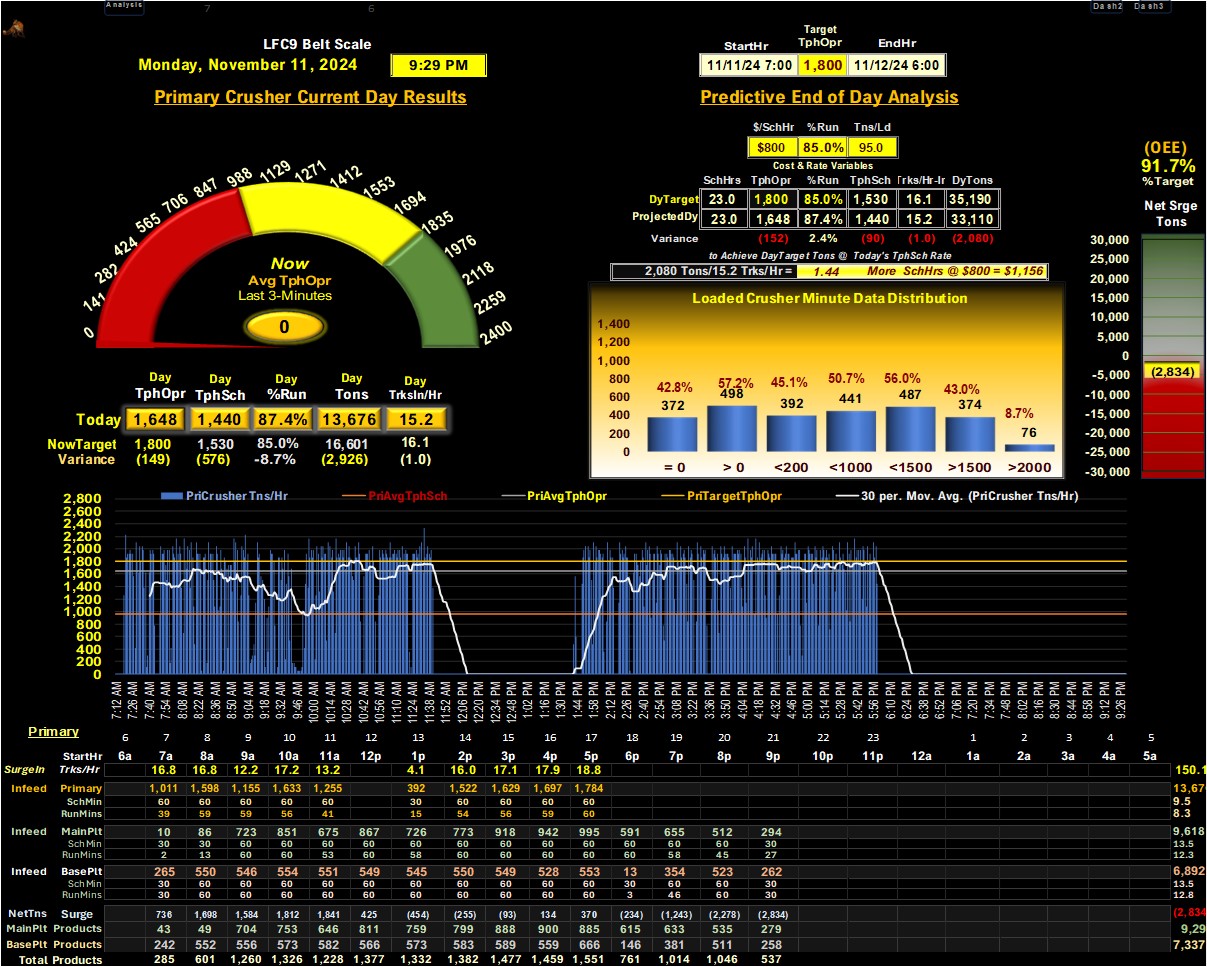 Analysis 7 6 Dash2 Dash3
LFC9 Belt Scale
Monday, November 11, 2024 9:29 PM
Primary Crusher Current Day Results
StartHr Target TphOpr EndHr
11/11/24 7:00 1,800 11/12/24 6:00
Predictive End of Day Analysis
$/SchHr %Run Tns/Ld
$800 85.0% 95.0
Cost & Rate Variables
SchHrs TphOpr %Run TphSch Trks/Hr-Ir DyTons
DyTarget 23.0 1,800 85.0% 1,530 16.1 35,190
ProjectedDy 23.0 1,648 87.4% 1,440 15.2 33,110
Variance (152) 2.4% (90) (1.0) (2,080)
to Achieve DayTarget Tons @ Today's TphSch Rate
2,080 Tons/15.2 Trks/Hr = 1.44 More SchHrs @ $800 = $1,156
(OEE)
91.7%
%Target
Net Srge
Tons
30,000
25,000
20,000
15,000
10,000
5,000
0
-5,000
-10,000
-15,000
-20,000
-25,000
-30,000
(2,834)
0 141 282 424 565 706 847 988 1129 1271 1412 1553 1694 1835 1976 2118 2259 2400
Now
Avg TphOpr
Last 3-Minutes
0
Day Day Day Day Day
TphOpr TphSch %Run Tons TrksIn/Hr
Today 1,648 1,440 87.4% 13,676 15.2
NowTarget 1,800 1,530 85.0% 16,601 16.1
Variance (149) (576) -8.7% (2,926) (1.0)
Loaded Crusher Minute Data Distribution
1,400
1,200
1,000
800
600
400
200
0
42.8% 57.2% 45.1% 50.7% 56.0% 43.0% 8.7%
372 498 392 441 487 374 76
= 0 > 0 <200 <1000 <1500 >1500 >2000
PriCrusher Tns/Hr PriAvgTphSch PriAvgTphOpr PriTargetTphOpr 30 per. Mov. Avg. (PriCrusher Tns/Hr)
2,800
2,600
2,400
2,200
2,000
1,800
1,600
1,400
1,200
1,000
800
600
400
200
0
7:12 AM 7:26 AM 7:40 AM 7:54 AM 8:08 AM 8:22 AM 8:36 AM 8:50 AM 9:04 AM 9:18 AM 9:32 AM 9:46 AM 10:00 AM 10:14 AM 10:28 AM 10:42 AM 10:56 AM 11:10 AM 11:24 AM 11:38 AM 11:52 AM 12:06 PM 12:20 PM 12:34 PM 12:48 PM 1:02 PM 1:16 PM 1:30 PM 1:44 PM 1:58 PM 2:12 PM 2:26 PM 2:40 PM 2:54 PM 3:08 PM 3:22 PM 3:36 PM 3:50 PM 4:04 PM 4:18 PM 4:32 PM 4:46 PM 5:00 PM 5:14 PM 5:28 PM 5:42 PM 5:56 PM 6:10 PM 6:24 PM 6:38 PM 6:52 PM 7:06 PM 7:20 PM 7:34 PM 7:48 PM 8:02 PM 8:16 PM 8:30 PM 8:44 PM 8:58 PM 9:12 PM 9:26 PM
Primary 6 7 8 9 10 11 12 13 14 15 16 17 18 19 20 21 22 23 1 2 3 4 5
StartHr 6a 7a 8a 9a 10a 11a 12p 1p 2p 3p 4p 5p 6p 7p 8p 9p 10p 11p 12a 1a 2a 3a 4a 5a
SurgeIn Trks/Hr 16.8 16.8 12.2 17.2 13.2 4.1 16.0 17.1 17.9 18.8 150.1
Infeed Primary 1,011 1,598 1,155 1,633 1,255 392 1,522 1,629 1,697 1,784 13,67
SchMin 60 60 60 60 60 30 60 60 60 60 9.5
RunMins 39 59 59 56 41 15 54 56 59 60 8.3
Infeed MainPlt 10 86 723 851 675 867 726 773 918 942 995 591 655 512 294 9,618
SchMin 30 30 60 60 60 60 60 60 60 60 60 60 60 60 30 13.5
RunMins 2 13 60 60 53 60 58 60 60 60 60 60 58 45 27 12.3
Infeed BasePlt 265 550 546 554 551 549 545 550 549 528 553 13 354 523 262 6,892
SchMin 30 60 60 60 60 60 60 60 60 60 60 30 60 60 30 13.5
RunMins 30 60 60 60 60 60 60 60 60 60 60 3 46 60 30 12.8
NetTns Surge 736 1,698 1,584 1,812 1,841 425 (454) (255) (93) 134 370 (234) (1,243) (2,278) (2,834) (2,834
MainPlt Products 43 49 704 753 646 811 759 799 888 900 885 615 633 535 279 9,29
BasePlt Products 242 552 556 573 582 566 573 583 589 559 666 146 381 511 258 7,337
Total Products 285 601 1,260 1,326 1,228 1,377 1,332 1,382 1,477 1,459 1,551 761 1,014 1,046 537